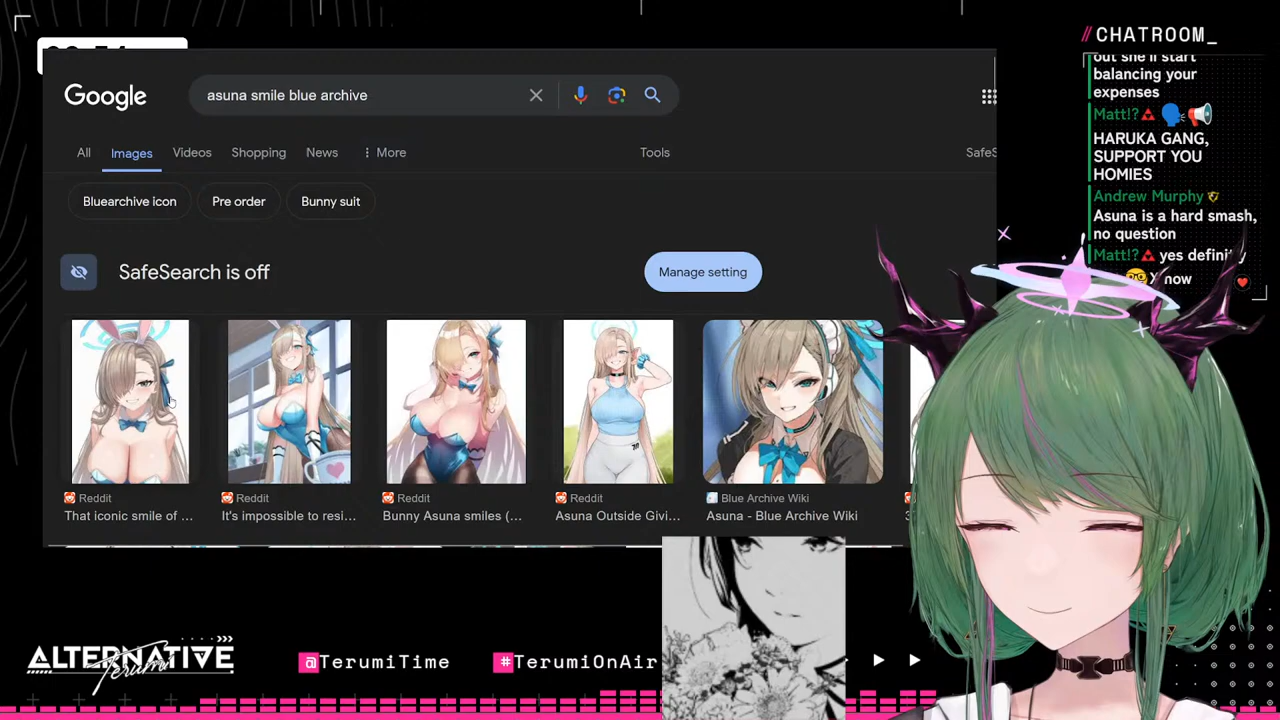 Google
asuna smile blue archive
All
Images
Videos
Shopping
News
More
Tools
SafeS
Bluearchive icon
Pre order
Bunny suit
SafeSearch is off
Manage setting
Reddit
That iconic smile of ...
Reddit
It's impossible to resi...
Reddit
Bunny Asuna smiles (...
Reddit
Asuna Outside Givi...
Blue Archive Wiki
Asuna - Blue Archive Wiki
//CHATROOM_
out she'll start
balancing your
expenses
Matt!?
HARUKA GANG,
SUPPORT YOU
HOMIES
Andrew Murphy
Asuna is a hard smash,
no question
Matt!? yes
now
ALTERNATIVE
Terumi
@TerumiTime
#TerumiOnAir